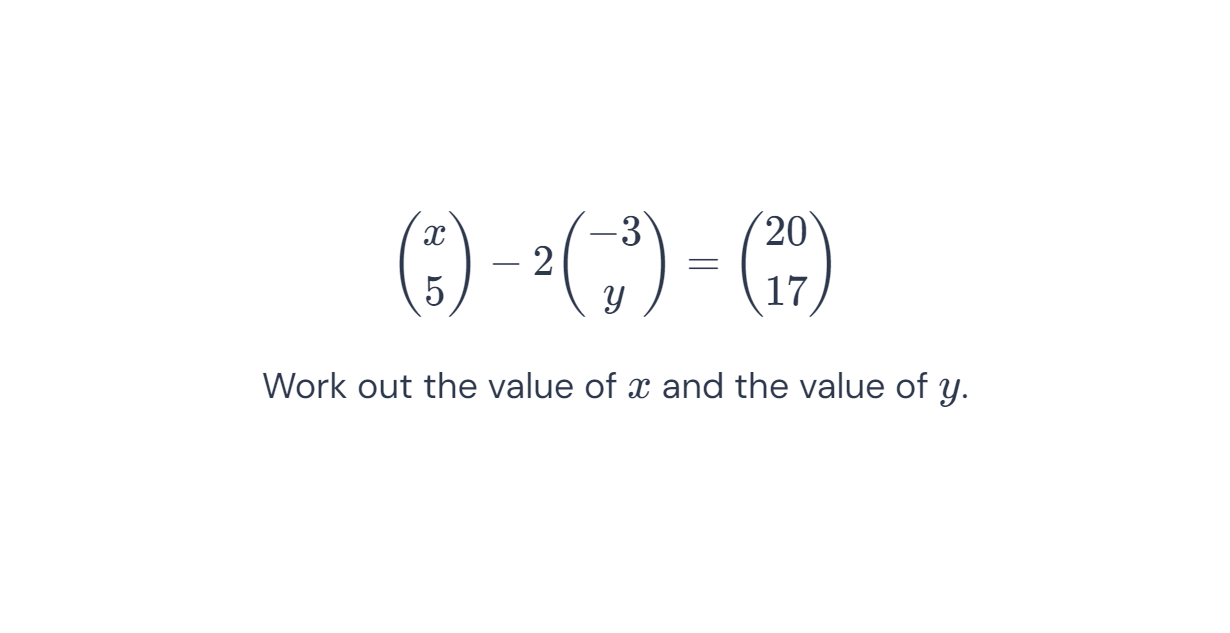 $$\begin{pmatrix} x \\ 5 \end{pmatrix} - 2 \begin{pmatrix} -3 \\ y \end{pmatrix} = \begin{pmatrix} 20 \\ 17 \end{pmatrix}$$
Work out the value of $x$ and the value of $y$.